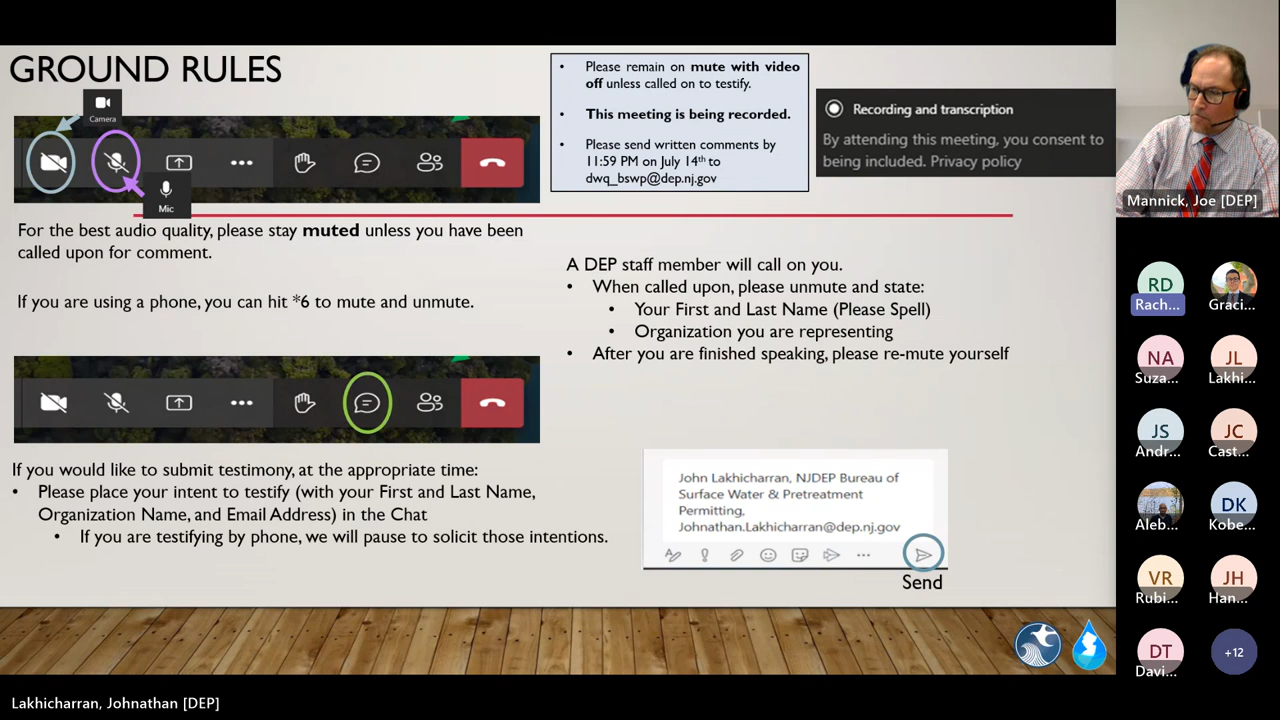 GROUND RULES
Camera
Mic
• Please remain on mute with video
off unless called on to testify.
• This meeting is being recorded.
• Please send written comments by
11:59 PM on July 14th to
dwq_bswp@dep.nj.gov
Recording and transcription
By attending this meeting, you consent to
being included. Privacy policy
For the best audio quality, please stay muted unless you have been
called upon for comment.
If you are using a phone, you can hit *6 to mute and unmute.
A DEP staff member will call on you.
• When called upon, please unmute and state:
• Your First and Last Name (Please Spell)
• Organization you are representing
• After you are finished speaking, please re-mute yourself
If you would like to submit testimony, at the appropriate time:
• Please place your intent to testify (with your First and Last Name,
Organization Name, and Email Address) in the Chat
• If you are testifying by phone, we will pause to solicit those intentions.
John Lakhicharran, NJDEP Bureau of
Surface Water & Pretreatment
Permitting,
Johnathan.Lakhicharran@dep.nj.gov
Send
Mannick, Joe [DEP]
RD
Rach...
Graci...
NA
Suza...
JL
Lakhi...
JS
Andr...
JC
Cast...
Aleb...
DK
Kobe...
VR
Rubi...
JH
Han...
DT
Davi...
+12
Lakhicharran, Johnathan [DEP]